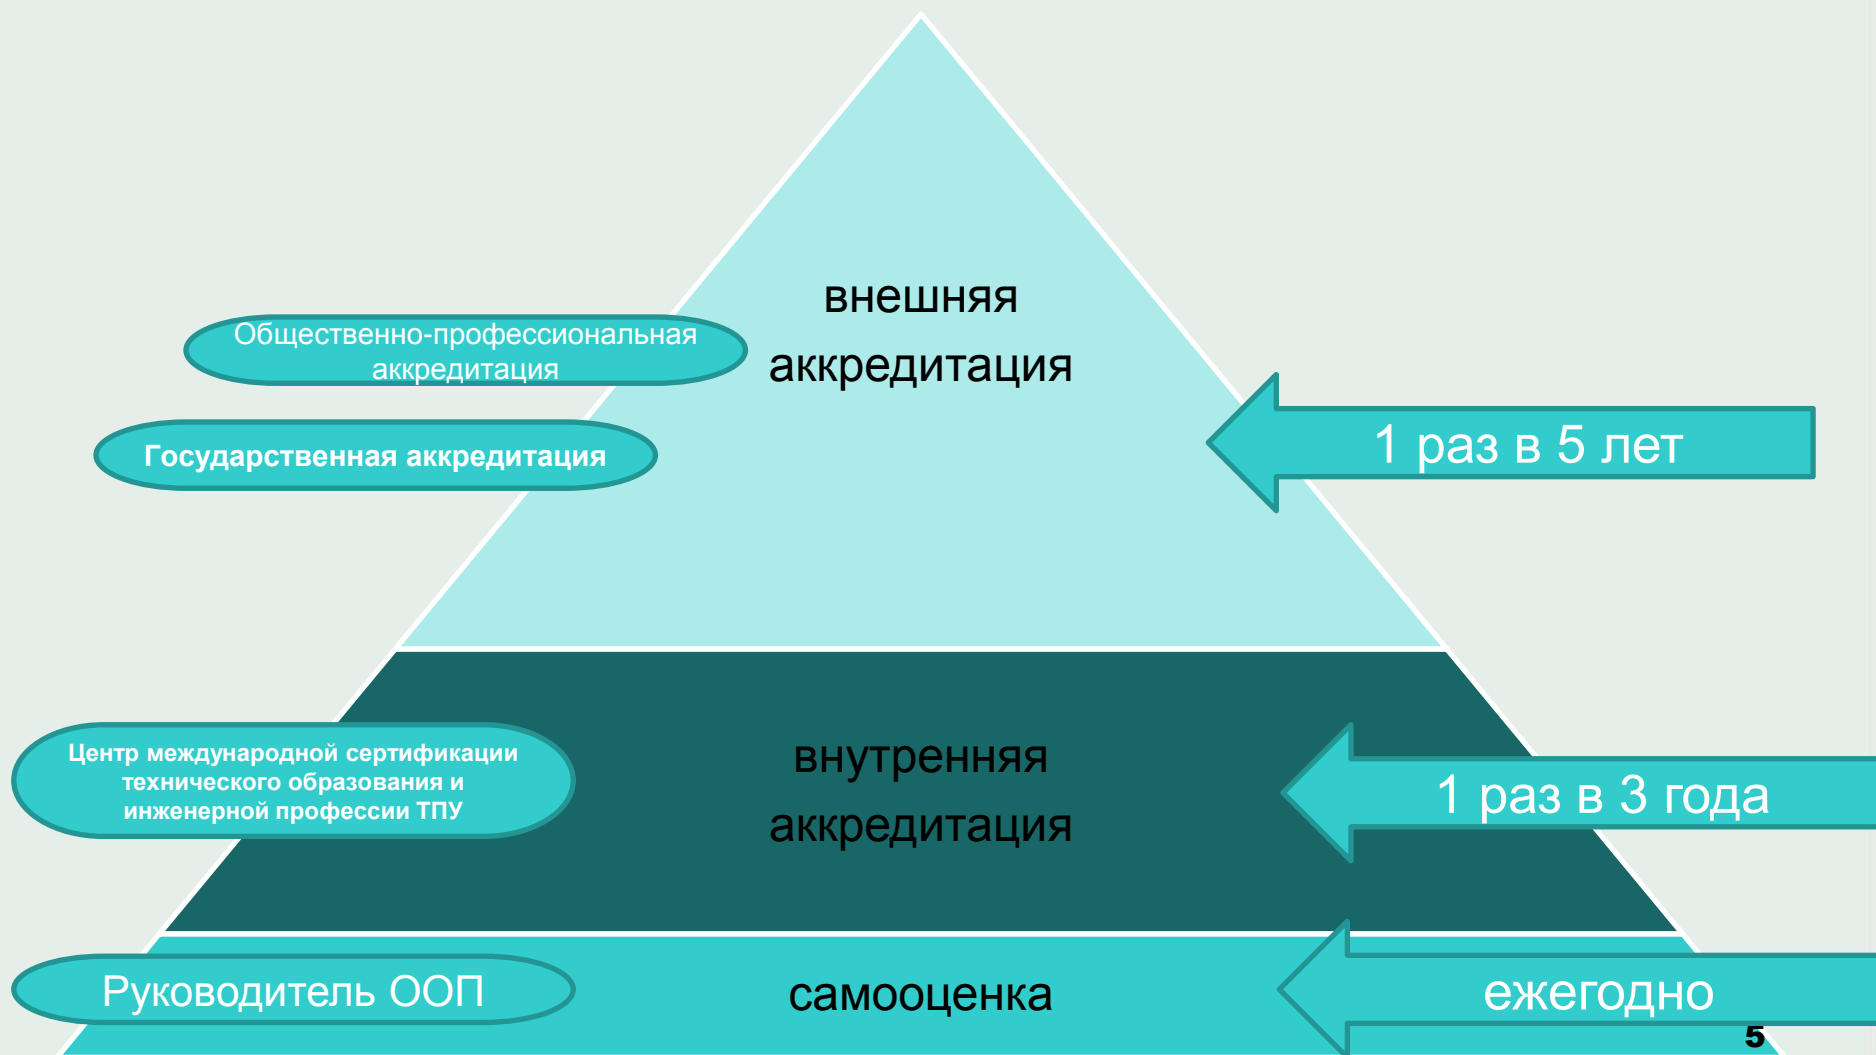 внешняя
аккредитация
Общественно-профессиональная
аккредитация
Государственная аккредитация
1 раз в 5 лет
Центр международной сертификации
технического образования и
инженерной профессии ТПУ
внутренняя
аккредитация
1 раз в 3 года
Руководитель ООП
самооценка
ежегодно
5